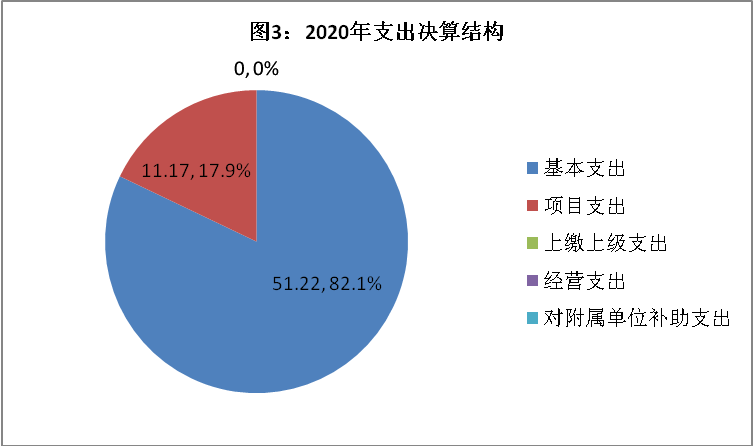 图3：2020年支出决算结构
0, 0%
11.17, 17.9%
51.22, 82.1%
基本支出
项目支出
上缴上级支出
经营支出
对附属单位补助支出